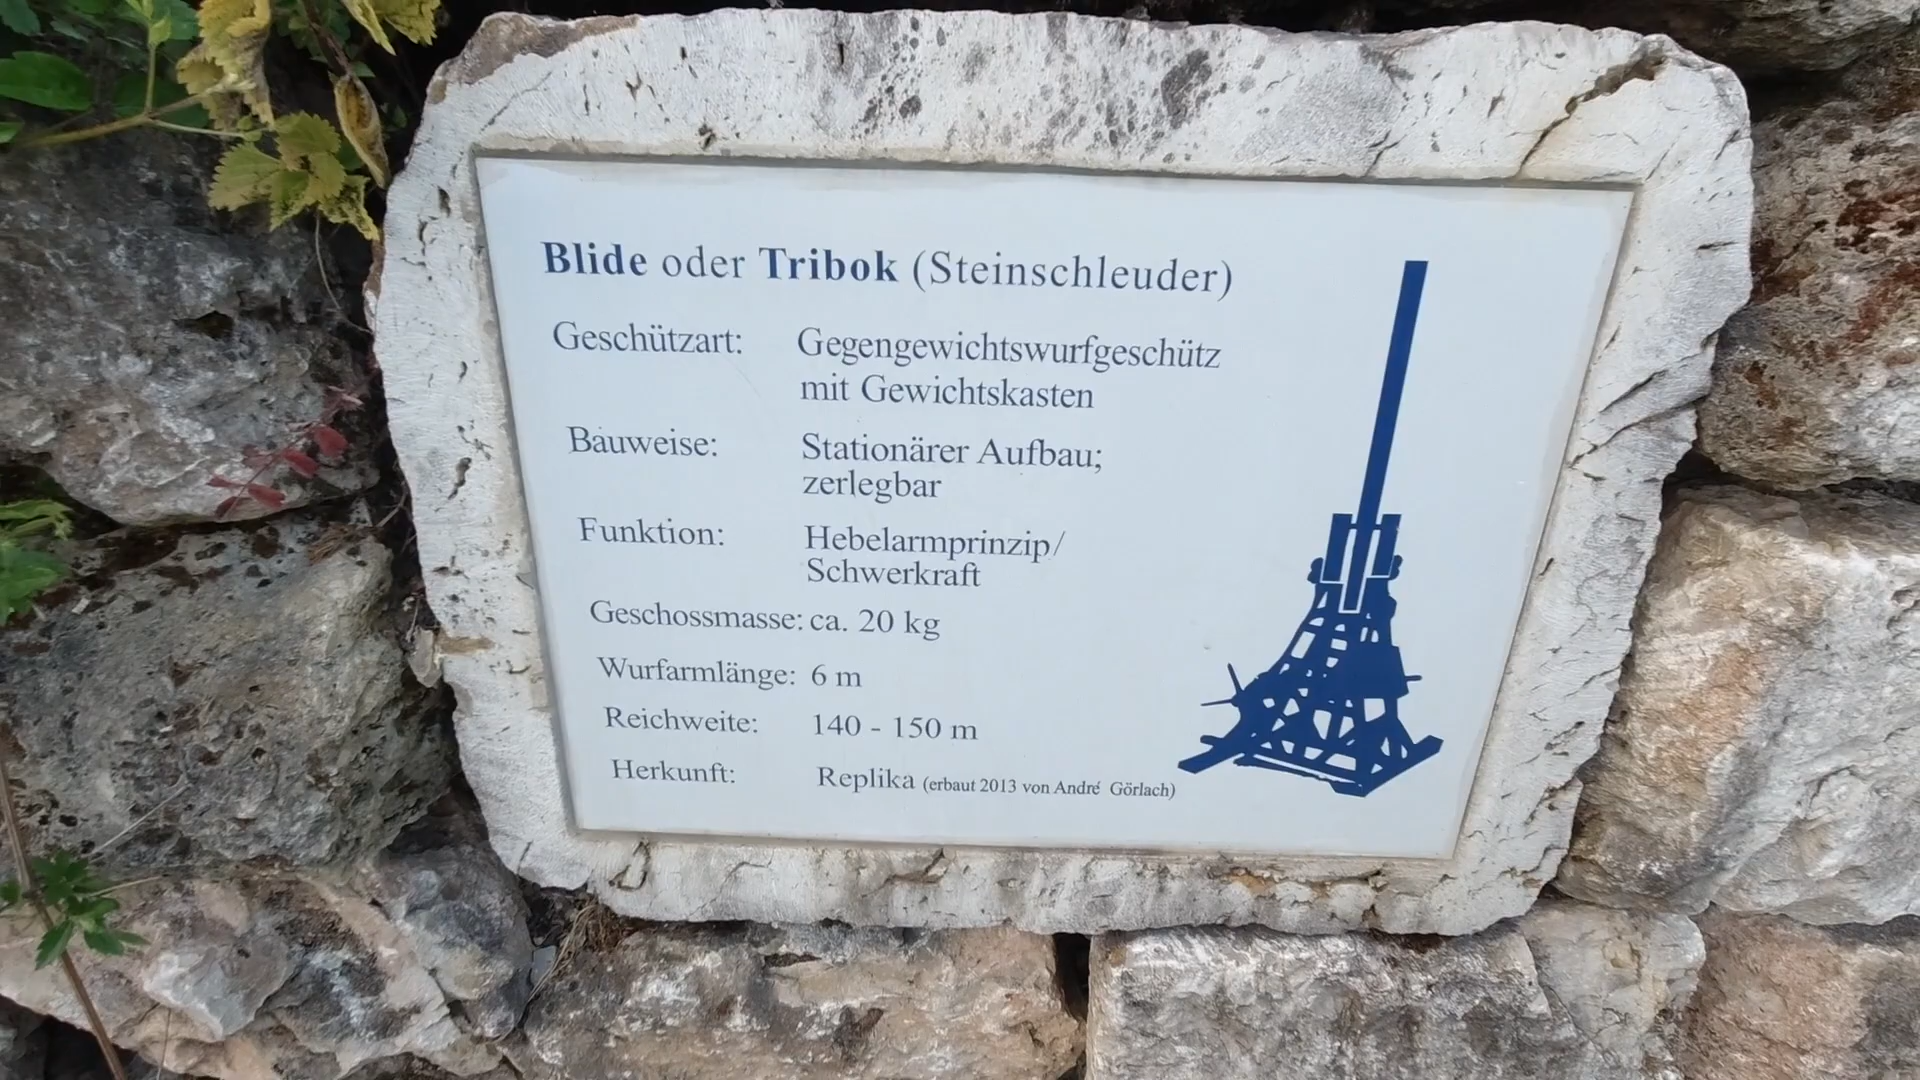 Blide oder Tribok (Steinschleuder)
Geschützart: Gegengewichtswurfgeschütz
mit Gewichtskasten
Bauweise: Stationärer Aufbau;
zerlegbar
Funktion: Hebelarmprinzip/
Schwerkraft
Geschossmasse: ca. 20 kg
Wurfarmlänge: 6 m
Reichweite: 140 - 150 m
Herkunft: Replika (erbaut 2013 von André Görlach)